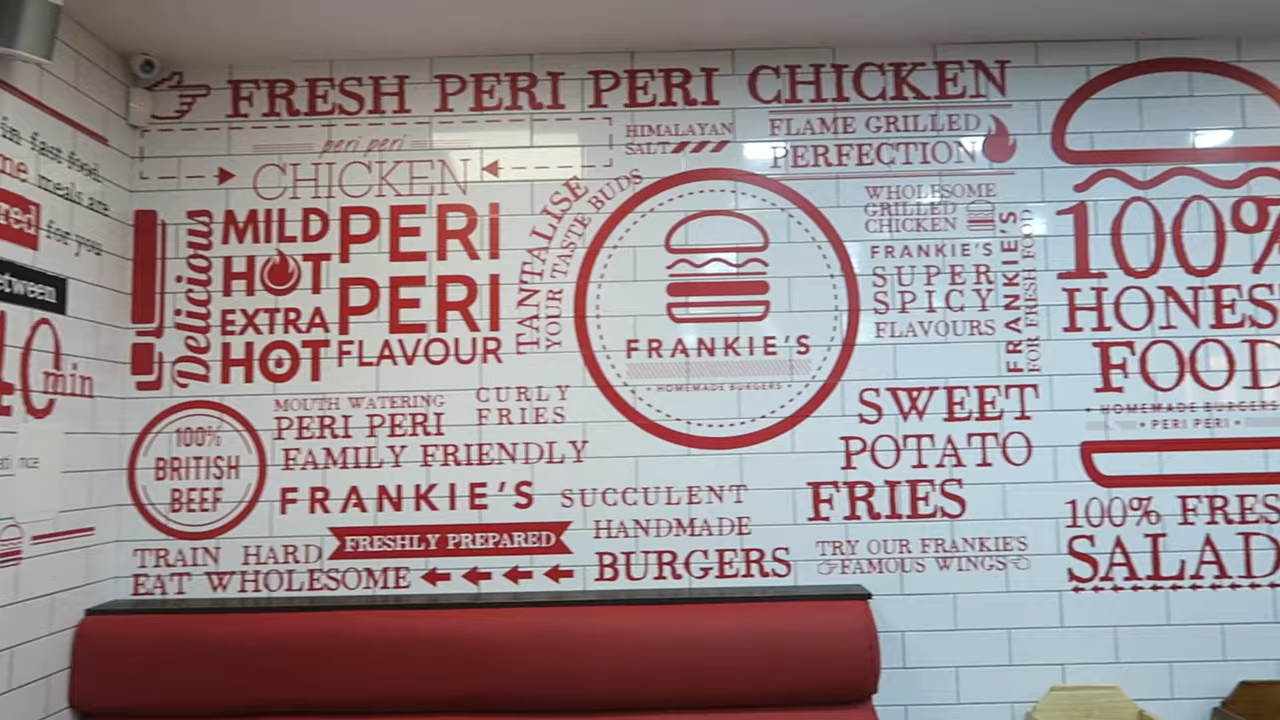 in fast food
me meals are
red for you
etween
40min
FRESH PERI PERI CHICKEN
peri peri
CHICKEN
HIMALAYAN
SALT
FLAME GRILLED
PERFECTION
Delicious
MILD
HOT
EXTRA
HOT
PERI
PERI
FLAVOUR
TANTALISE
YOUR TASTE BUDS
FRANKIE'S
HOMEMADE BURGERS
WHOLESOME
GRILLED
CHICKEN
FRANKIE'S
SUPER
SPICY
FLAVOURS
FRANKIE'S
FOR FRESH FOOD
100%
HONES
FOOD
HOMEMADE BURGERS
PERI PERI
100% FRES
SALAD
100%
BRITISH
BEEF
MOUTH WATERING
PERI PERI
CURLY
FRIES
FAMILY FRIENDLY
FRANKIE'S
SUCCULENT
HANDMADE
BURGERS
FRESHLY PREPARED
TRAIN HARD
EAT WHOLESOME
SWEET
POTATO
FRIES
TRY OUR FRANKIE'S
FAMOUS WINGS